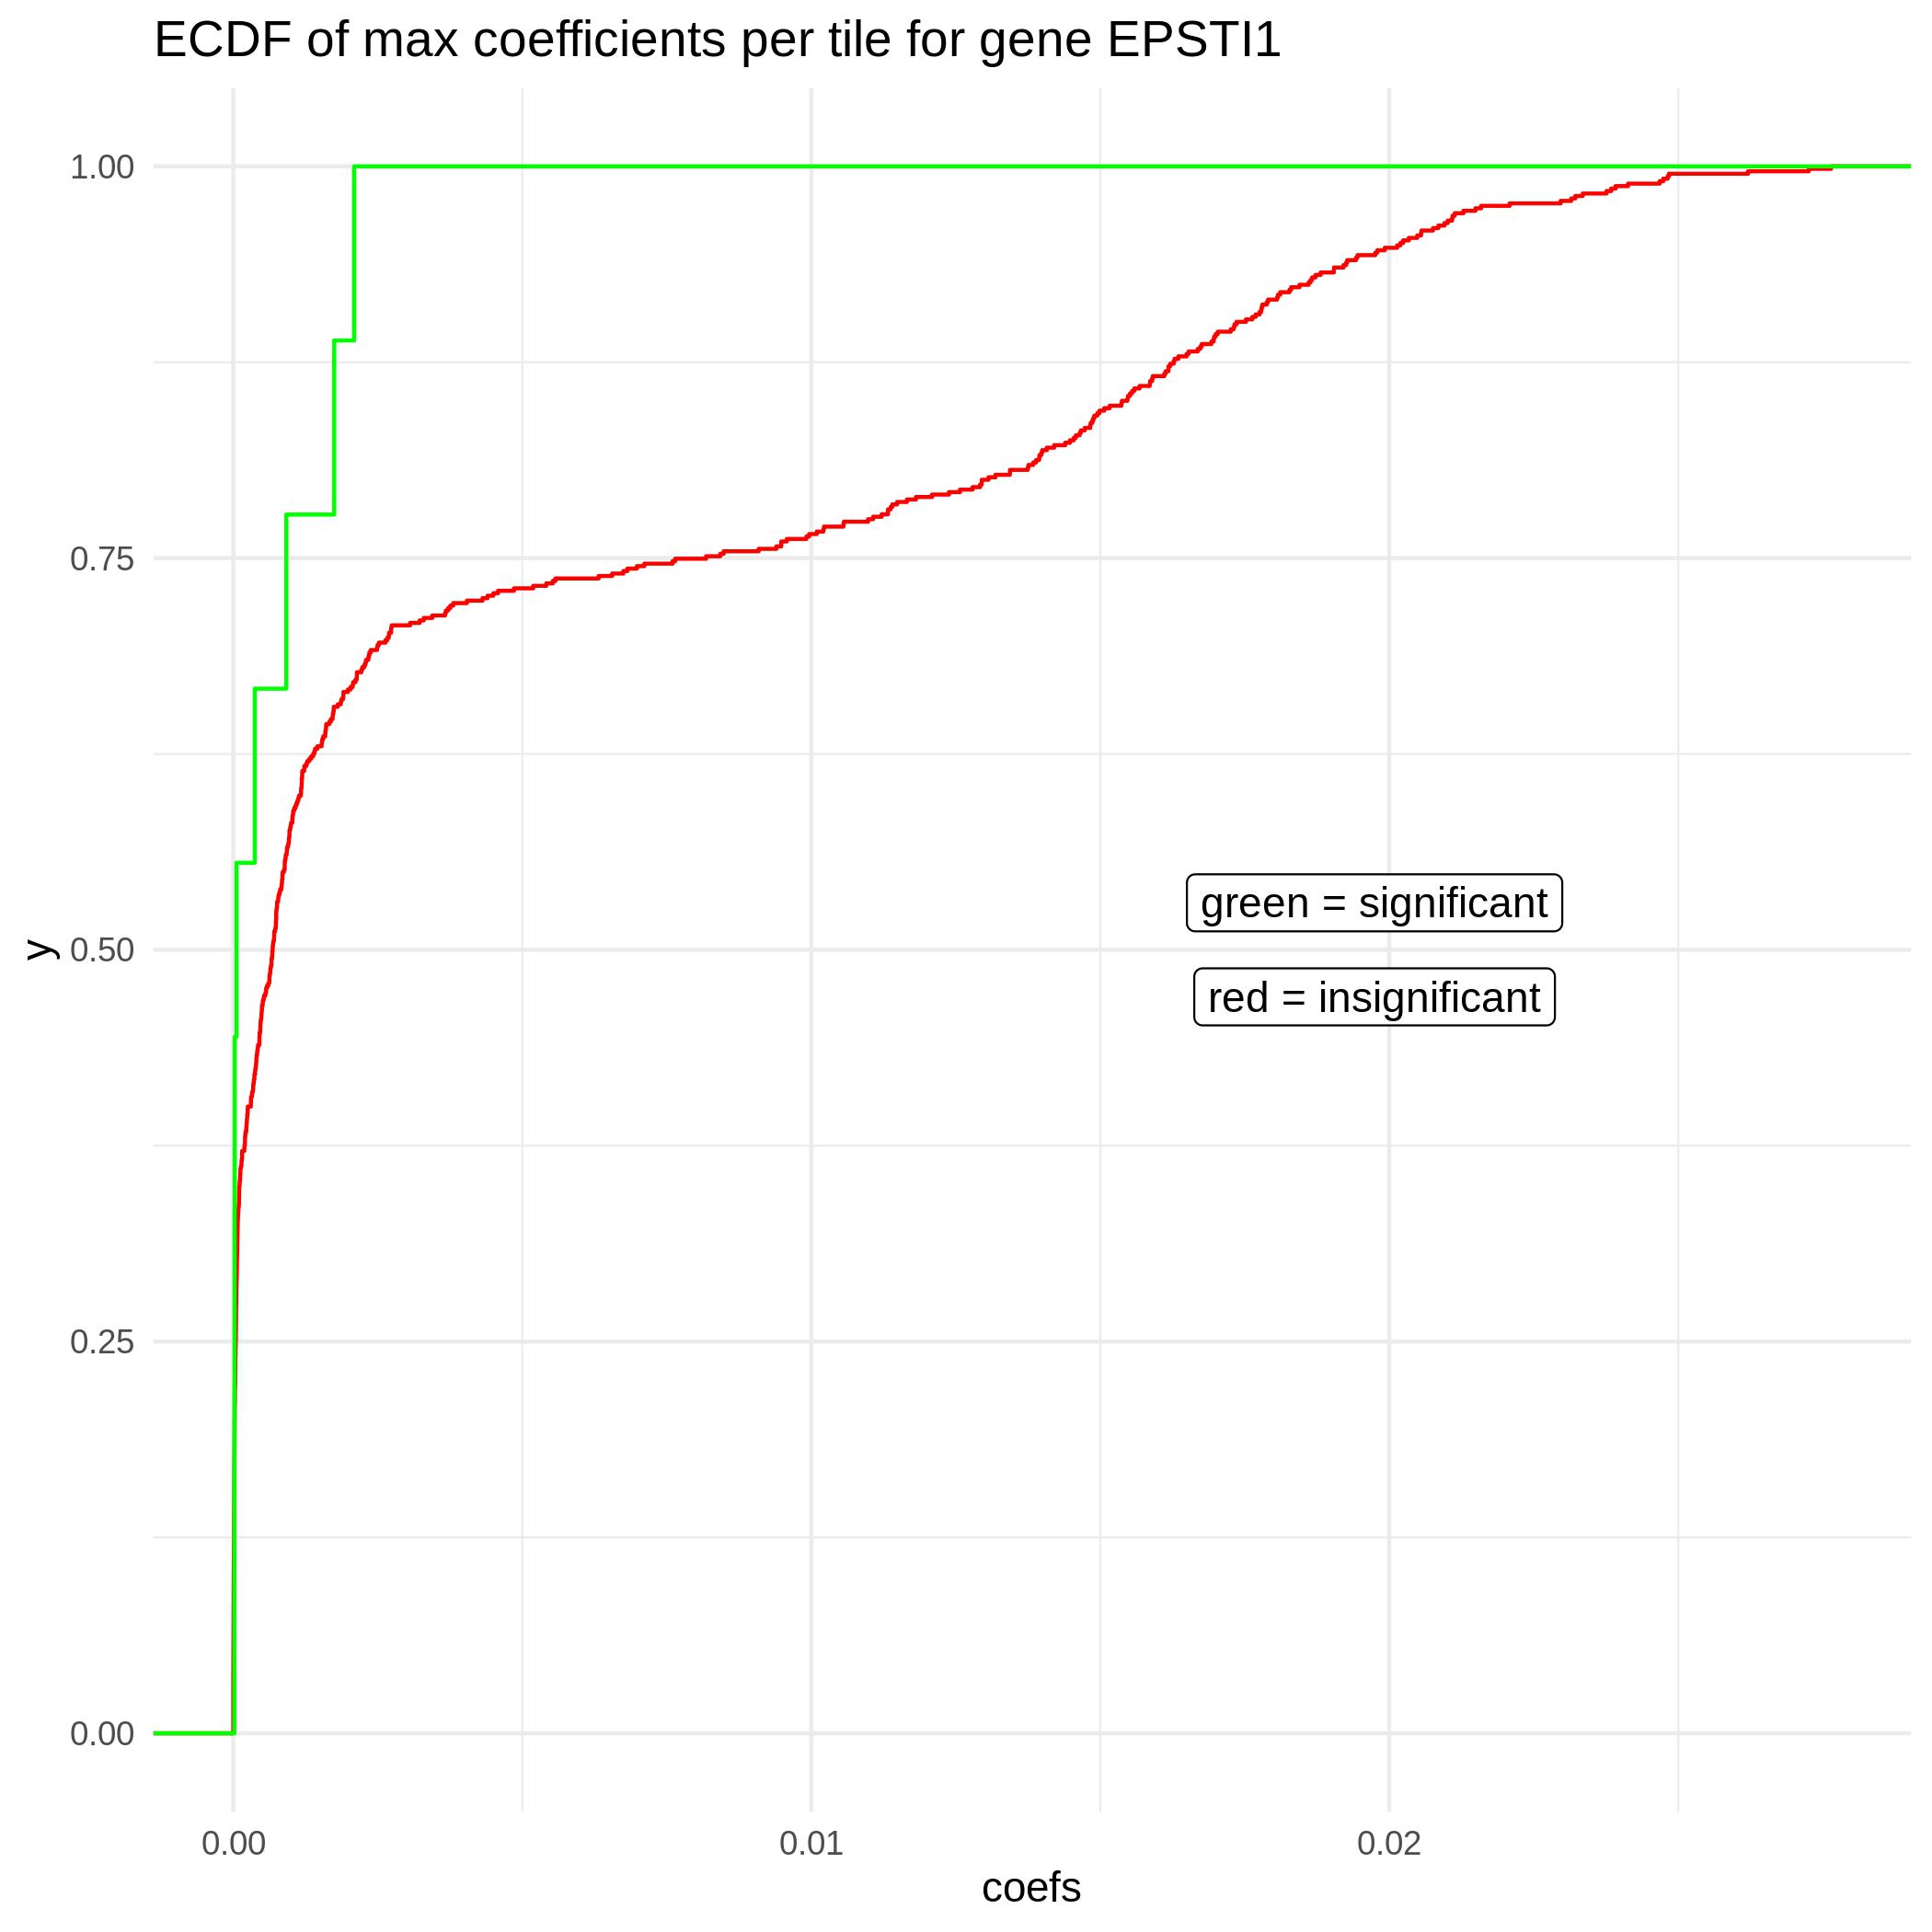 ECDF of max coefficients per tile for gene EPSTI1
1.00
0.75
0.50
0.25
0.00
y
green = significant
red = insignificant
0.00
0.01
0.02
coefs